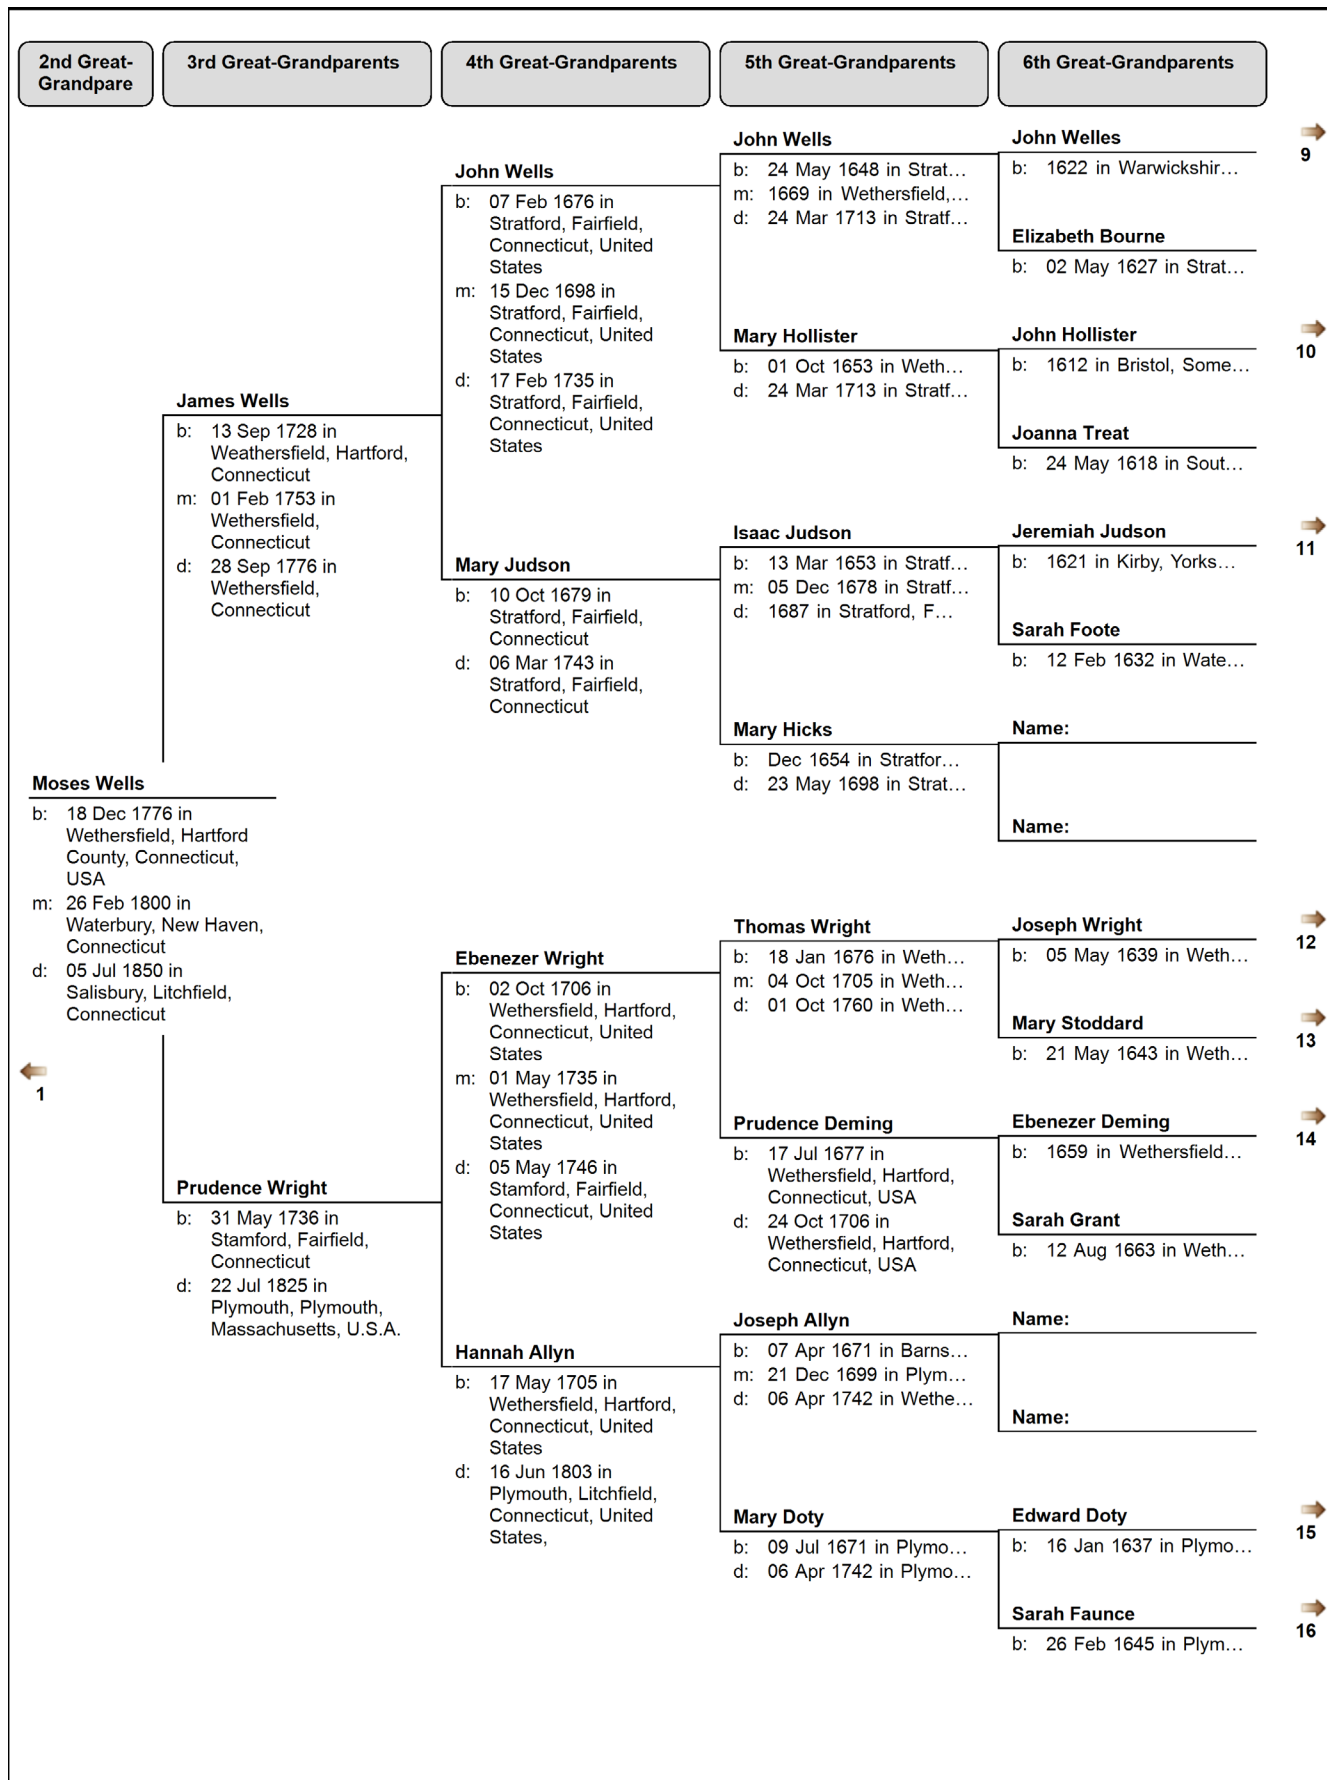 2nd Great-
Grandpare
3rd Great-Grandparents
4th Great-Grandparents
5th Great-Grandparents
6th Great-Grandparents
Moses Wells
b: 18 Dec 1776 in
Wethersfield, Hartford
County, Connecticut,
USA
m: 26 Feb 1800 in
Waterbury, New Haven,
Connecticut
d: 05 Jul 1850 in
Salisbury, Litchfield,
Connecticut
1
James Wells
b: 13 Sep 1728 in
Weathersfield, Hartford,
Connecticut
m: 01 Feb 1753 in
Wethersfield,
Connecticut
d: 28 Sep 1776 in
Wethersfield,
Connecticut
Prudence Wright
b: 31 May 1736 in
Stamford, Fairfield,
Connecticut
d: 22 Jul 1825 in
Plymouth, Plymouth,
Massachusetts, U.S.A.
John Wells
b: 07 Feb 1676 in
Stratford, Fairfield,
Connecticut, United
States
m: 15 Dec 1698 in
Stratford, Fairfield,
Connecticut, United
States
d: 17 Feb 1735 in
Stratford, Fairfield,
Connecticut, United
States
Mary Judson
b: 10 Oct 1679 in
Stratford, Fairfield,
Connecticut
d: 06 Mar 1743 in
Stratford, Fairfield,
Connecticut
Ebenezer Wright
b: 02 Oct 1706 in
Wethersfield, Hartford,
Connecticut, United
States
m: 01 May 1735 in
Wethersfield, Hartford,
Connecticut, United
States
d: 05 May 1746 in
Stamford, Fairfield,
Connecticut, United
States
Hannah Allyn
b: 17 May 1705 in
Wethersfield, Hartford,
Connecticut, United
States
d: 16 Jun 1803 in
Plymouth, Litchfield,
Connecticut, United
States,
John Wells
b: 24 May 1648 in Strat…
m: 1669 in Wethersfield,…
d: 24 Mar 1713 in Stratf…
Mary Hollister
b: 01 Oct 1653 in Weth…
d: 24 Mar 1713 in Stratf…
Isaac Judson
b: 13 Mar 1653 in Stratf…
m: 05 Dec 1678 in Stratf…
d: 1687 in Stratford, F…
Mary Hicks
b: Dec 1654 in Stratfor…
d: 23 May 1698 in Strat…
Thomas Wright
b: 18 Jan 1676 in Weth…
m: 04 Oct 1705 in Weth…
d: 01 Oct 1760 in Weth…
Prudence Deming
b: 17 Jul 1677 in
Wethersfield, Hartford,
Connecticut, USA
d: 24 Oct 1706 in
Wethersfield, Hartford,
Connecticut, USA
Joseph Allyn
b: 07 Apr 1671 in Barns…
m: 21 Dec 1699 in Plym…
d: 06 Apr 1742 in Wethe…
Mary Doty
b: 09 Jul 1671 in Plymo…
d: 06 Apr 1742 in Plymo…
John Welles
b: 1622 in Warwickshir…
9
Elizabeth Bourne
b: 02 May 1627 in Strat…
John Hollister
b: 1612 in Bristol, Some…
10
Joanna Treat
b: 24 May 1618 in Sout…
Jeremiah Judson
b: 1621 in Kirby, Yorks…
11
Sarah Foote
b: 12 Feb 1632 in Wate…
Name:
Name:
Joseph Wright
b: 05 May 1639 in Weth…
12
Mary Stoddard
b: 21 May 1643 in Weth…
13
Ebenezer Deming
b: 1659 in Wethersfield…
14
Sarah Grant
b: 12 Aug 1663 in Weth…
Name:
Name:
Edward Doty
b: 16 Jan 1637 in Plymo…
15
Sarah Faunce
b: 26 Feb 1645 in Plym…
16